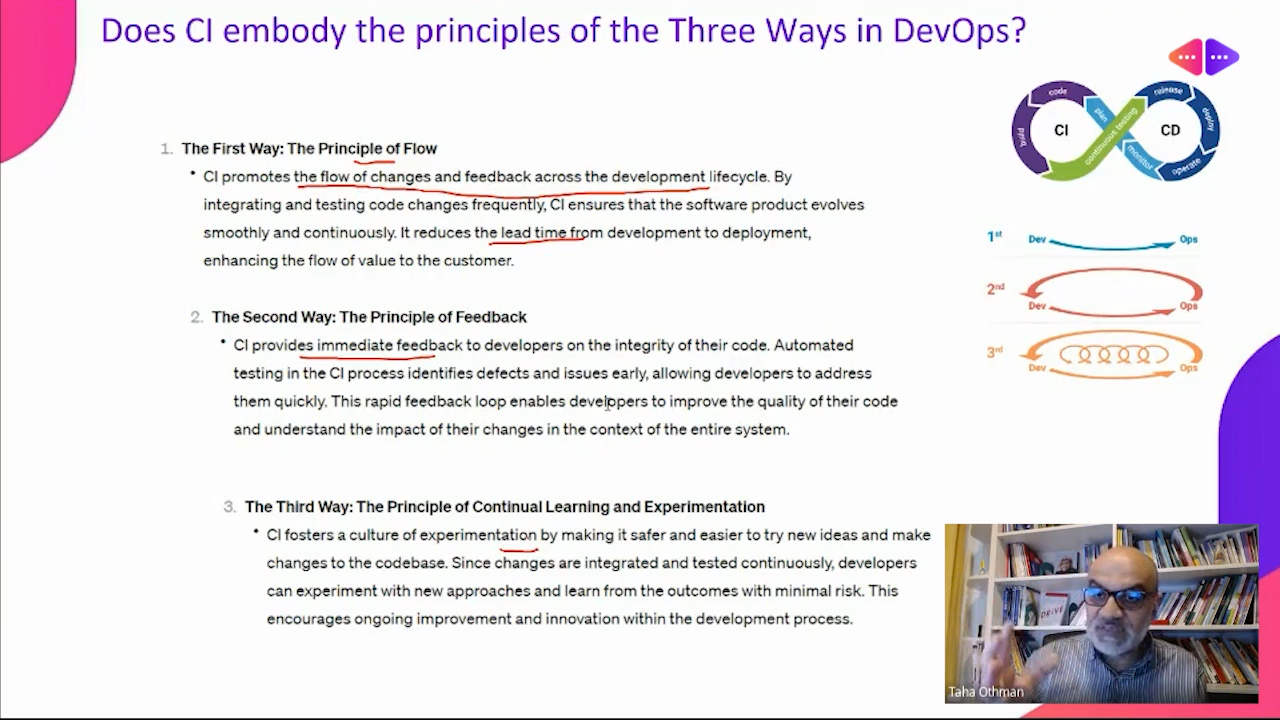 Does CI embody the principles of the Three Ways in DevOps?
1. The First Way: The Principle of Flow
• CI promotes the flow of changes and feedback across the development lifecycle. By
integrating and testing code changes frequently, CI ensures that the software product evolves
smoothly and continuously. It reduces the lead time from development to deployment,
enhancing the flow of value to the customer.
2. The Second Way: The Principle of Feedback
• CI provides immediate feedback to developers on the integrity of their code. Automated
testing in the CI process identifies defects and issues early, allowing developers to address
them quickly. This rapid feedback loop enables developers to improve the quality of their code
and understand the impact of their changes in the context of the entire system.
3. The Third Way: The Principle of Continual Learning and Experimentation
• CI fosters a culture of experimentation by making it safer and easier to try new ideas and make
changes to the codebase. Since changes are integrated and tested continuously, developers
can experiment with new approaches and learn from the outcomes with minimal risk. This
encourages ongoing improvement and innovation within the development process.
code
build
CI
plan
continuous testing
CD
release
deploy
operate
monitor
1st Dev Ops
2nd
Dev Ops
3rd
Dev Ops
DRIVE
Taha Othman